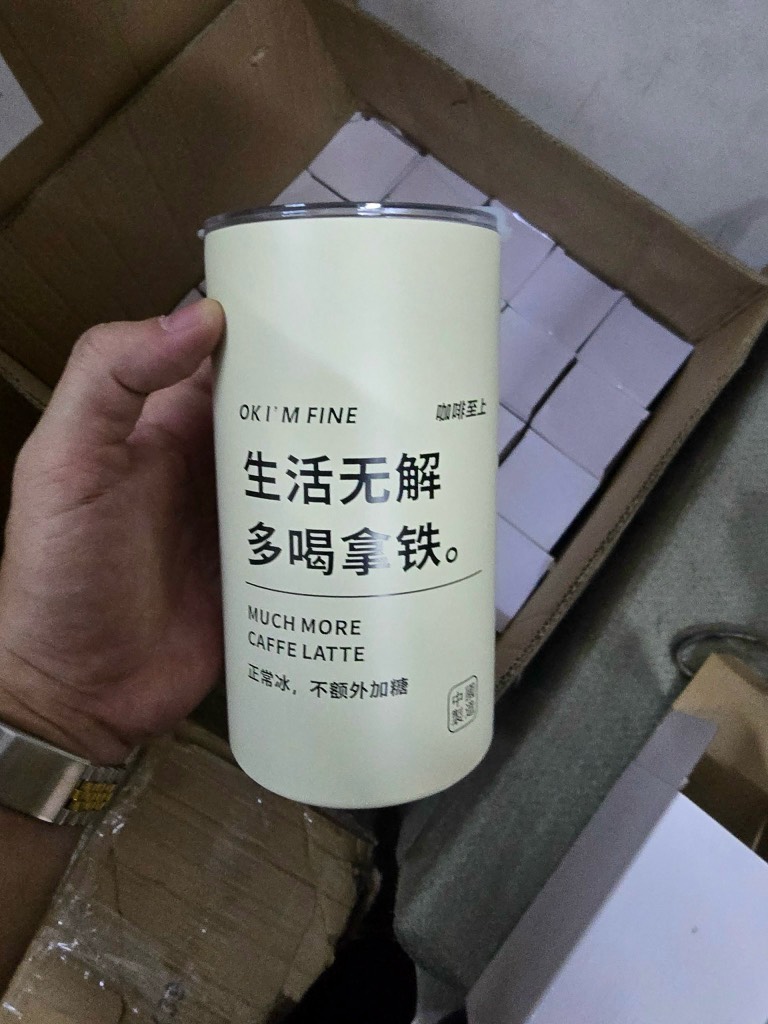 OK I'M FINE
咖啡至上
生活无解
多喝拿铁。
MUCH MORE
CAFFE LATTE
正常冰，不额外加糖
中國
製造